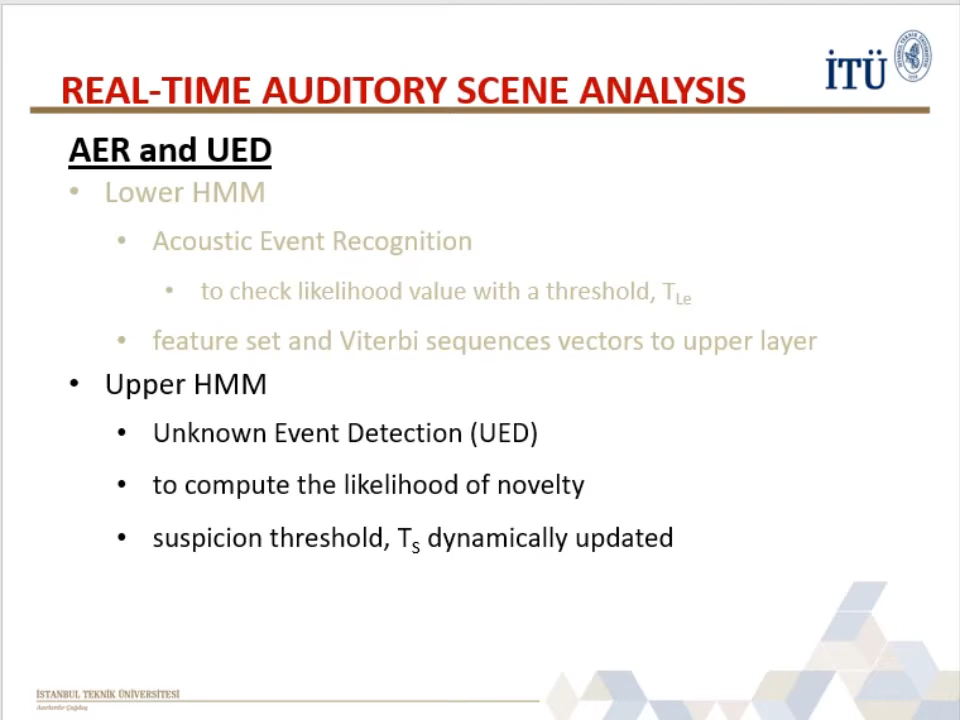 İTÜ
REAL-TIME AUDITORY SCENE ANALYSIS
AER and UED
• Lower HMM
• Acoustic Event Recognition
• to check likelihood value with a threshold, TLe
• feature set and Viterbi sequences vectors to upper layer
• Upper HMM
• Unknown Event Detection (UED)
• to compute the likelihood of novelty
• suspicion threshold, TS dynamically updated
İSTANBUL TEKNİK ÜNİVERSİTESİ
Asırlardır Çağdaş